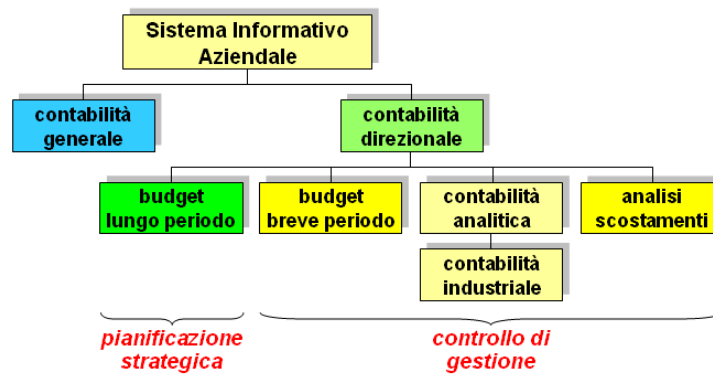 Sistema Informativo
Aziendale
contabilità
generale
contabilità
direzionale
budget
lungo periodo
budget
breve periodo
contabilità
analitica
analisi
scostamenti
contabilità
industriale
pianificazione
strategica
controllo di
gestione